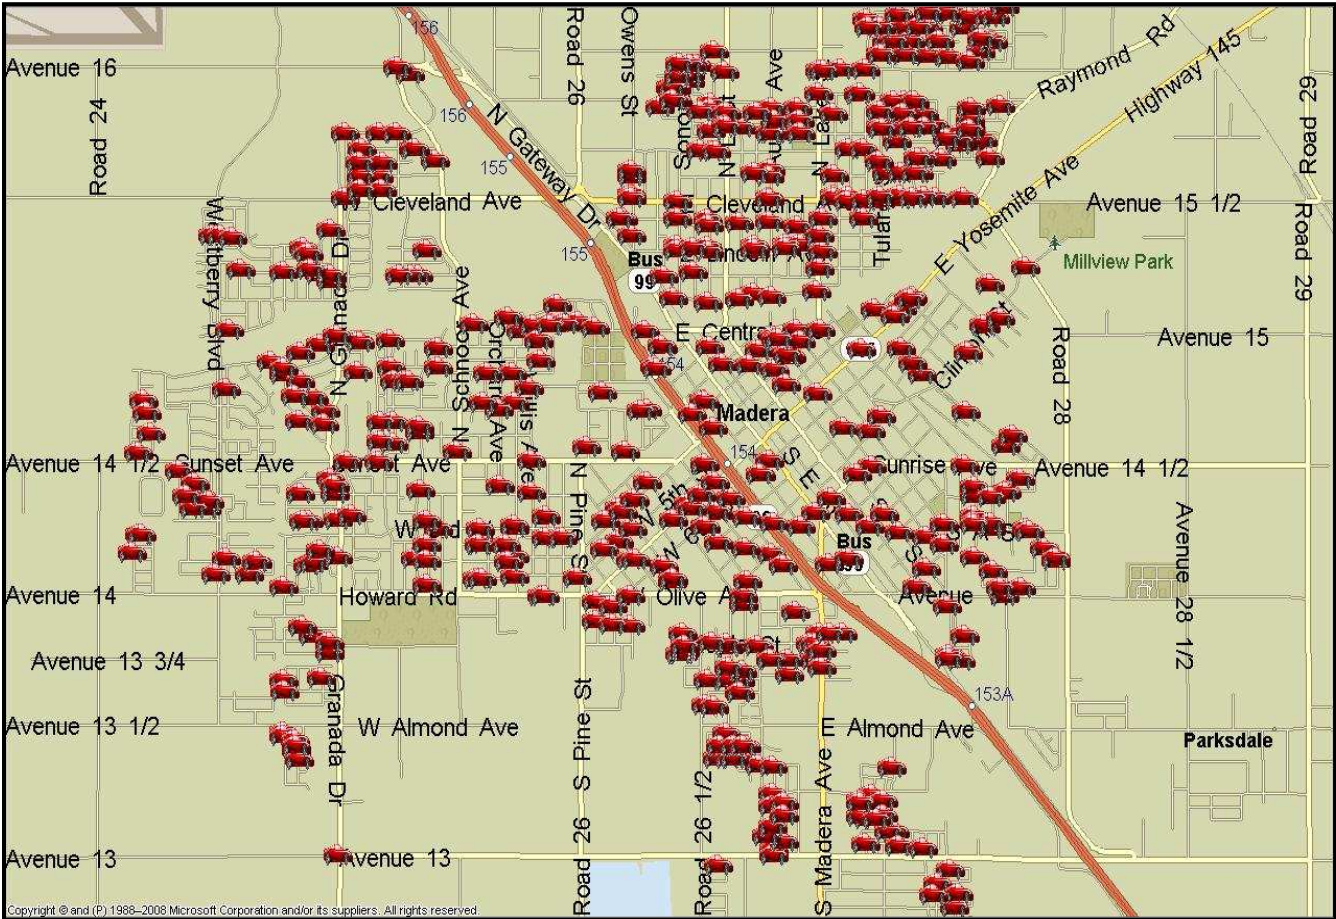 156
Road 26
Owens St
Avenue 16
Road 24
156
N Gateway Dr
155
Ave
Raymond Rd
Highway 145
Road 29
Cleveland Ave
Cleveland
Avenue 15 1/2
155
Bus
99
E Yosemite Ave
Millview Park
Road 29
N Schnoor Ave
E Central
Avenue 15
Road 28
Madera
154
Avenue 14 1/2
Sunset Ave
Ave
Avenue 14 1/2
N Pine S
N 5th
S E
Bus
Avenue 28 1/2
Avenue 14
Howard Rd
Olive A
Avenue
Avenue 13 3/4
Granada Dr
S Pine St
153A
Avenue 13 1/2
W Almond Ave
E Almond Ave
Parksdale
Road 26
Road 26 1/2
S Madera Ave
Avenue 13
Avenue 13
Copyright © and (P) 1988–2008 Microsoft Corporation and/or its suppliers. All rights reserved.